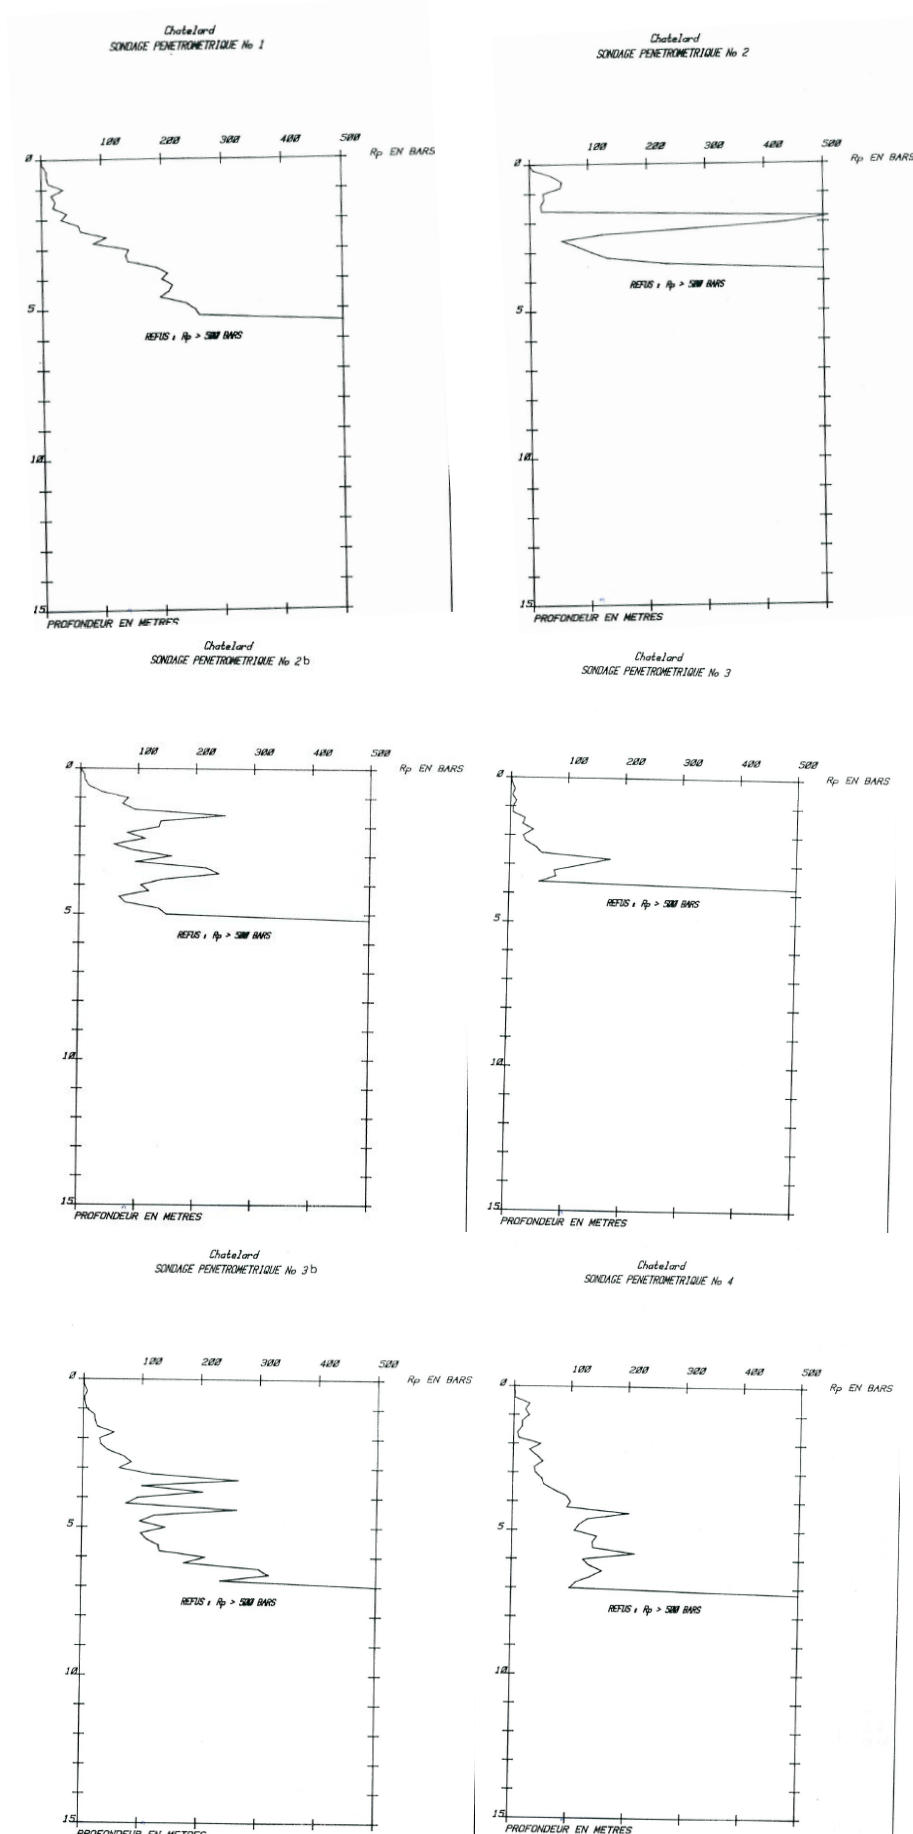 Chatelard
SONDAGE PENETROMETRIQUE No 1
100 200 300 400 500
0
Rp EN BARS
5
REFUS : Rp > 500 BARS
10
15
PROFONDEUR EN METRES
Chatelard
SONDAGE PENETROMETRIQUE No 2
100 200 300 400 500
0
Rp EN BARS
REFUS : Rp > 500 BARS
5
10
15
PROFONDEUR EN METRES
Chatelard
SONDAGE PENETROMETRIQUE No 2b
100 200 300 400 500
0
Rp EN BARS
5
REFUS : Rp > 500 BARS
10
15
PROFONDEUR EN METRES
Chatelard
SONDAGE PENETROMETRIQUE No 3
100 200 300 400 500
0
Rp EN BARS
REFUS : Rp > 500 BARS
5
10
15
PROFONDEUR EN METRES
Chatelard
SONDAGE PENETROMETRIQUE No 3b
100 200 300 400 500
0
Rp EN BARS
5
REFUS : Rp > 500 BARS
10
15
PROFONDEUR EN METRES
Chatelard
SONDAGE PENETROMETRIQUE No 4
100 200 300 400 500
0
Rp EN BARS
5
REFUS : Rp > 500 BARS
10
15
PROFONDEUR EN METRES